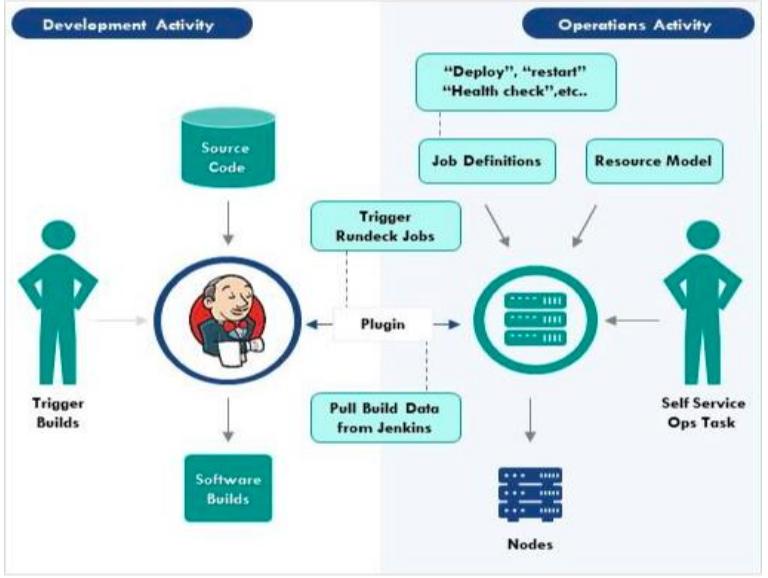 Development Activity
Operations Activity
“Deploy”, “restart”
“Health check”,etc..
Source
Code
Job Definitions
Resource Model
Trigger
Rundeck Jobs
Plugin
Trigger
Builds
Pull Build Data
from Jenkins
Self Service
Ops Task
Software
Builds
Nodes